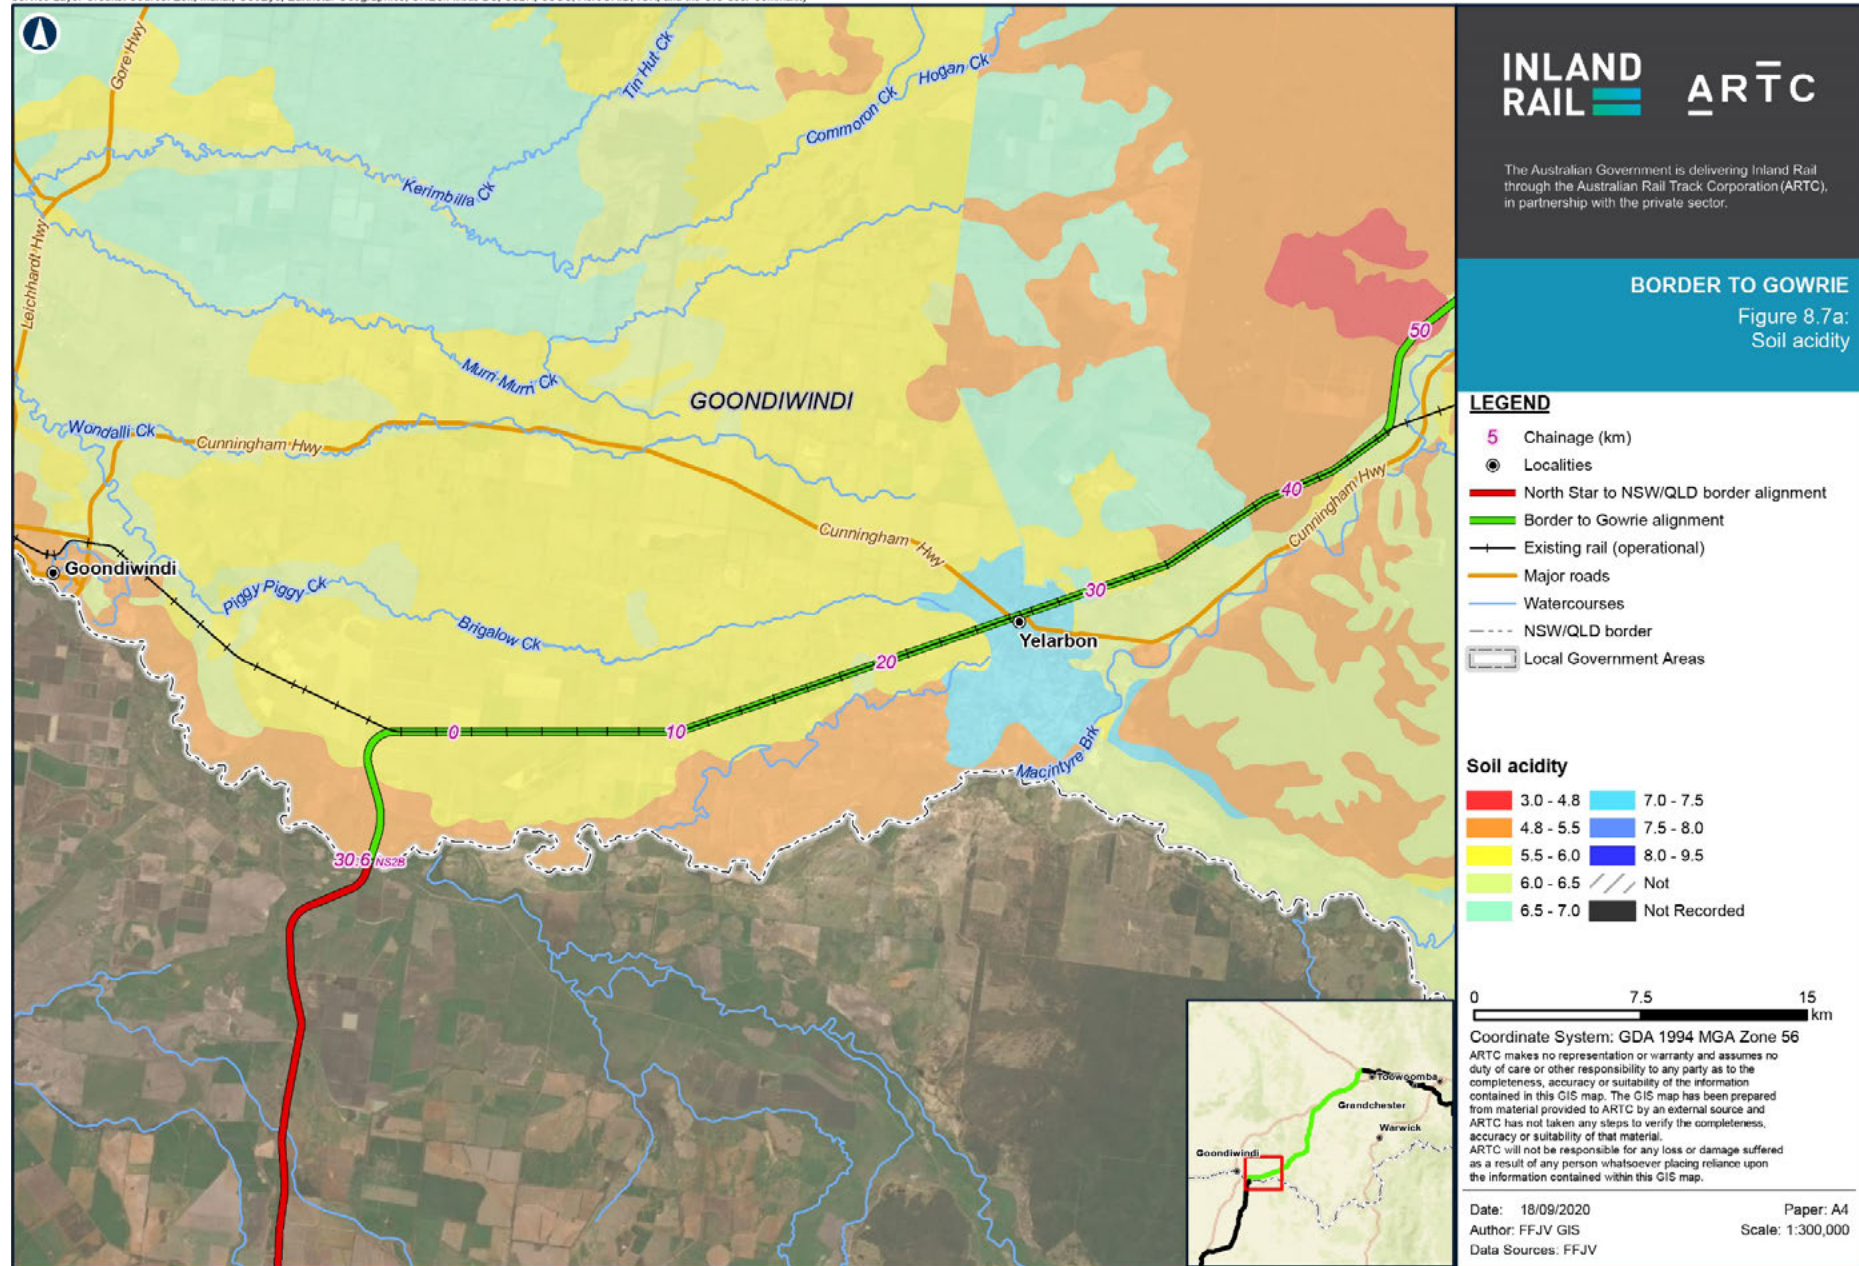 Gore Hwy
Tin Hut Ck
Hogan Ck
Commoron Ck
Kerimbilla Ck
Leichhardt Hwy
Murri Murri Ck
GOONDIWINDI
Wondalli Ck
Cunningham Hwy
50
40
Cunningham Hwy
Cunningham Hwy
Goondiwindi
Piggy Piggy Ck
30
Brigalow Ck
Yelarbon
20
0
10
Macintyre Brk
30.6 NS2B
Toowoomba
Grandchester
Warwick
Goondiwindi
INLAND
RAIL
ARTC
The Australian Government is delivering Inland Rail
through the Australian Rail Track Corporation (ARTC),
in partnership with the private sector.
BORDER TO GOWRIE
Figure 8.7a:
Soil acidity
LEGEND
5 Chainage (km)
Localities
North Star to NSW/QLD border alignment
Border to Gowrie alignment
Existing rail (operational)
Major roads
Watercourses
NSW/QLD border
Local Government Areas
Soil acidity
3.0 - 4.8 7.0 - 7.5
4.8 - 5.5 7.5 - 8.0
5.5 - 6.0 8.0 - 9.5
6.0 - 6.5 Not
6.5 - 7.0 Not Recorded
0 7.5 15
km
Coordinate System: GDA 1994 MGA Zone 56
ARTC makes no representation or warranty and assumes no
duty of care or other responsibility to any party as to the
completeness, accuracy or suitability of the information
contained in this GIS map. The GIS map has been prepared
from material provided to ARTC by an external source and
ARTC has not taken any steps to verify the completeness,
accuracy or suitability of that material.
ARTC will not be responsible for any loss or damage suffered
as a result of any person whatsoever placing reliance upon
the information contained within this GIS map.
Date: 18/09/2020 Paper: A4
Author: FFJV GIS Scale: 1:300,000
Data Sources: FFJV